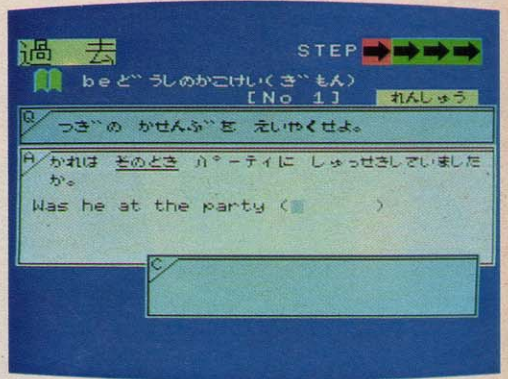 過去
STEP
beどうしのかこけい(ぎもん)
[No 1] れんしゅう
Q
つぎの かせんぶを えいやくせよ。
A
かれは そのとき パーティに しゅっせきしていました
か。
Was he at the party ( )
C